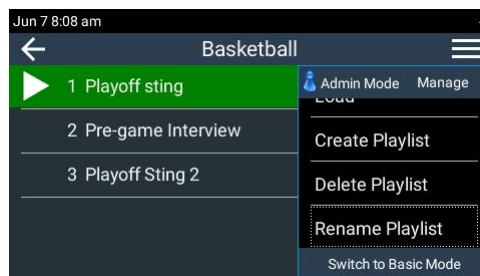 Jun 7 8:08 am
Basketball
1 Playoff sting
2 Pre-game Interview
3 Playoff Sting 2
Admin Mode Manage
Load
Create Playlist
Delete Playlist
Rename Playlist
Switch to Basic Mode